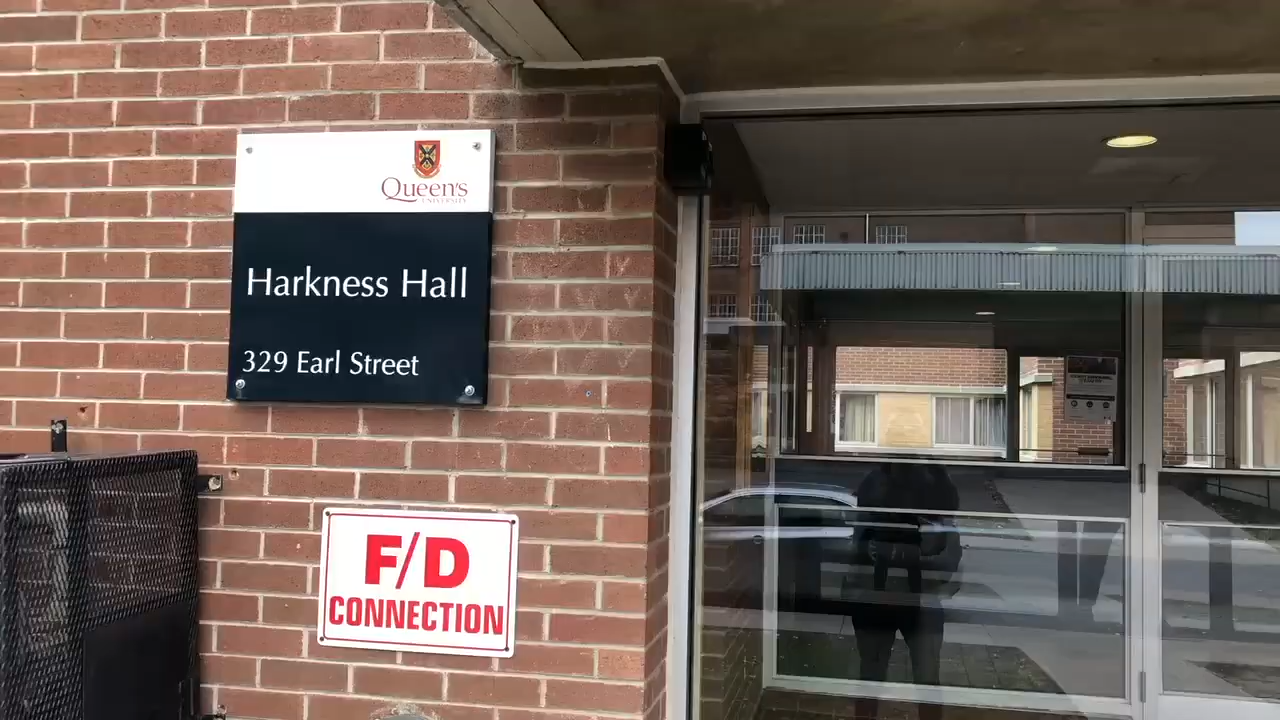 Queen's
UNIVERSITY
Harkness Hall
329 Earl Street
F/D
CONNECTION